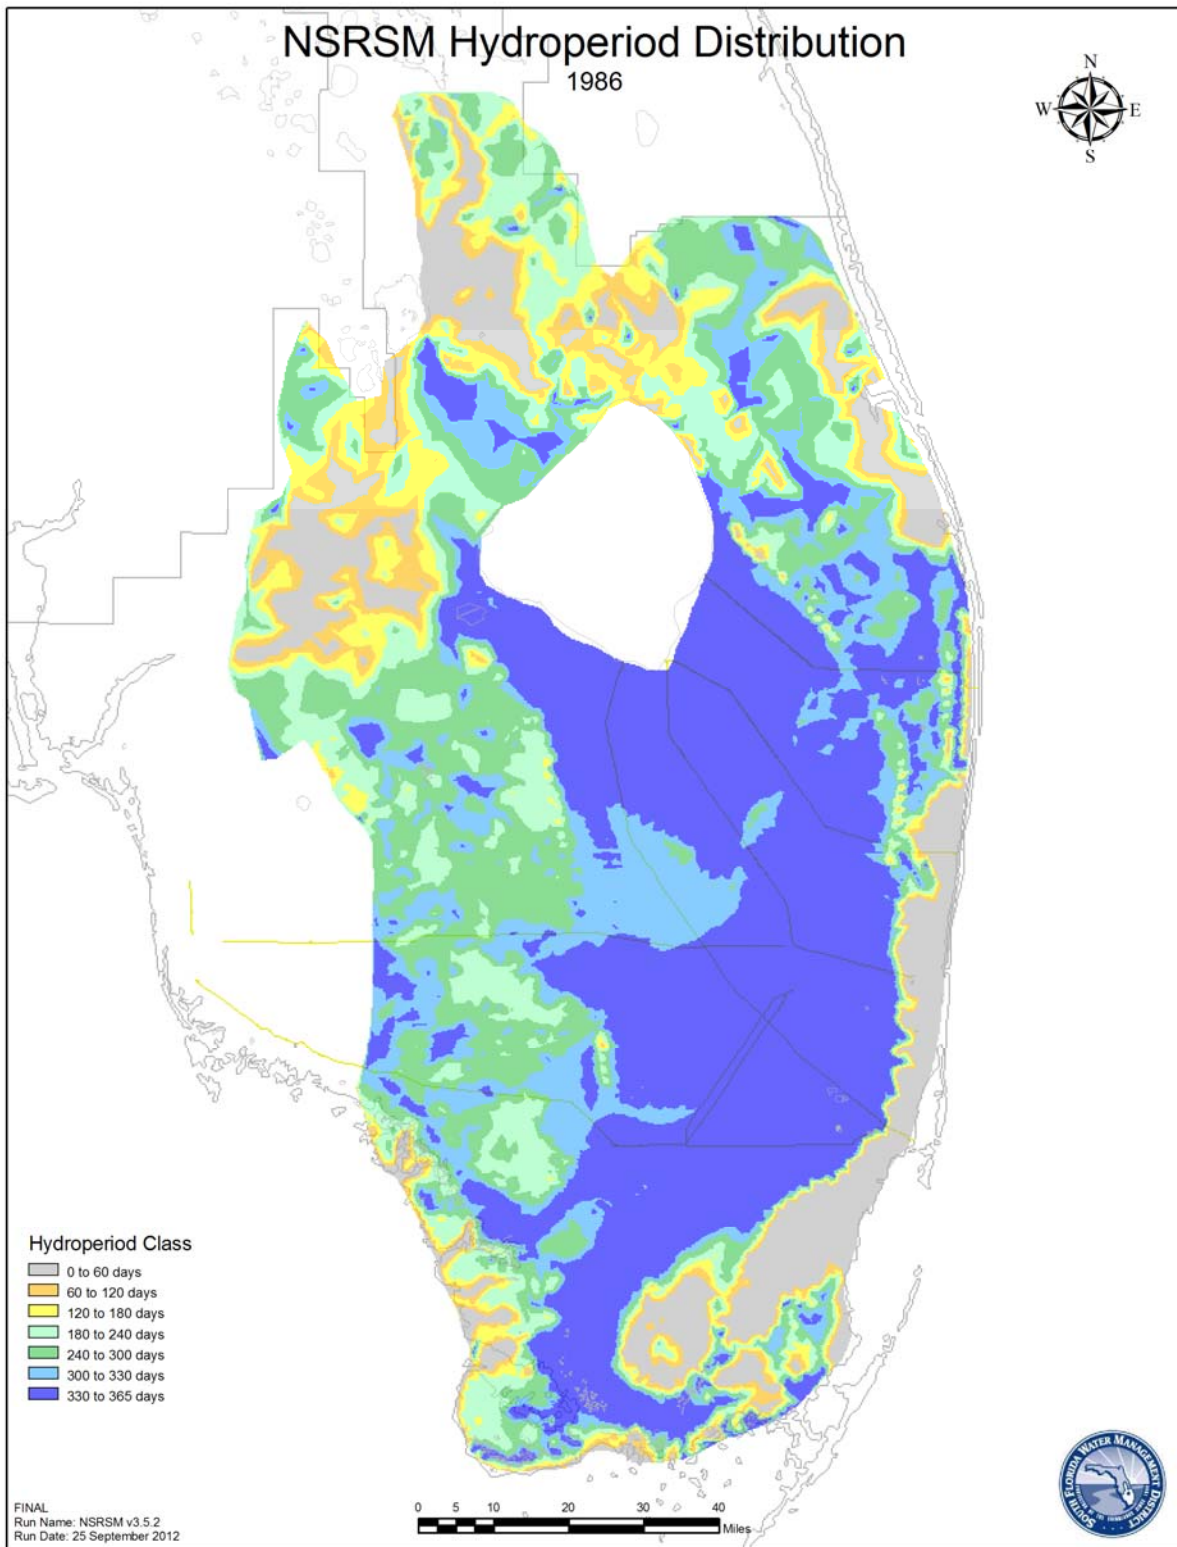 NSRSM Hydroperiod Distribution
1986
N
W
E
S
Hydroperiod Class
0 to 60 days
60 to 120 days
120 to 180 days
180 to 240 days
240 to 300 days
300 to 330 days
330 to 365 days
FINAL
Run Name: NSRSM v3.5.2
Run Date: 25 September 2012
0 5 10 20 30 40
Miles
SOUTH FLORIDA WATER MANAGEMENT DISTRICT